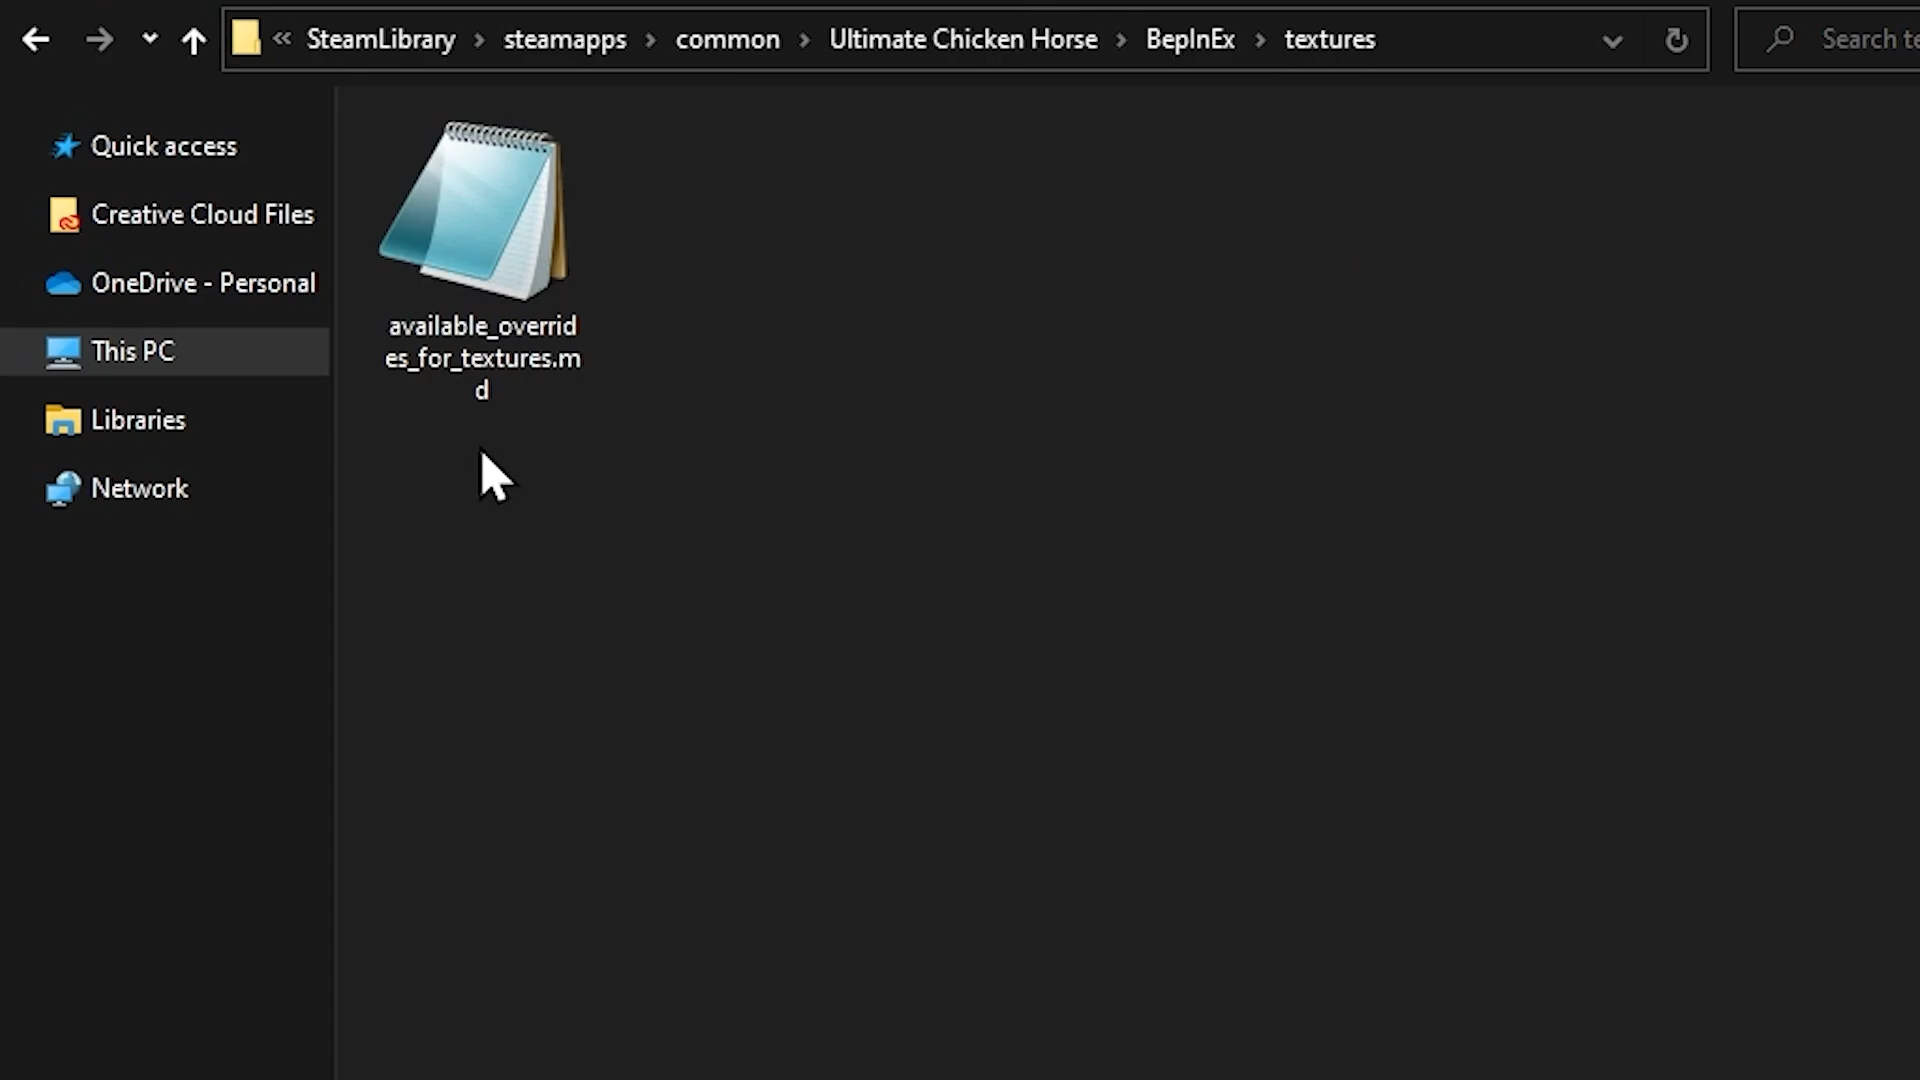 « SteamLibrary > steamapps > common > Ultimate Chicken Horse > BepInEx > textures
Search te
Quick access
Creative Cloud Files
OneDrive - Personal
This PC
Libraries
Network
available_overrid
es_for_textures.m
d